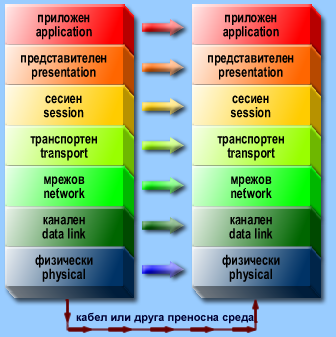 приложен
application
приложен
application
представителен
presentation
представителен
presentation
сесиен
session
сесиен
session
транспортен
transport
транспортен
transport
мрежов
network
мрежов
network
канален
data link
канален
data link
физически
physical
физически
physical
кабел или друга преносна среда